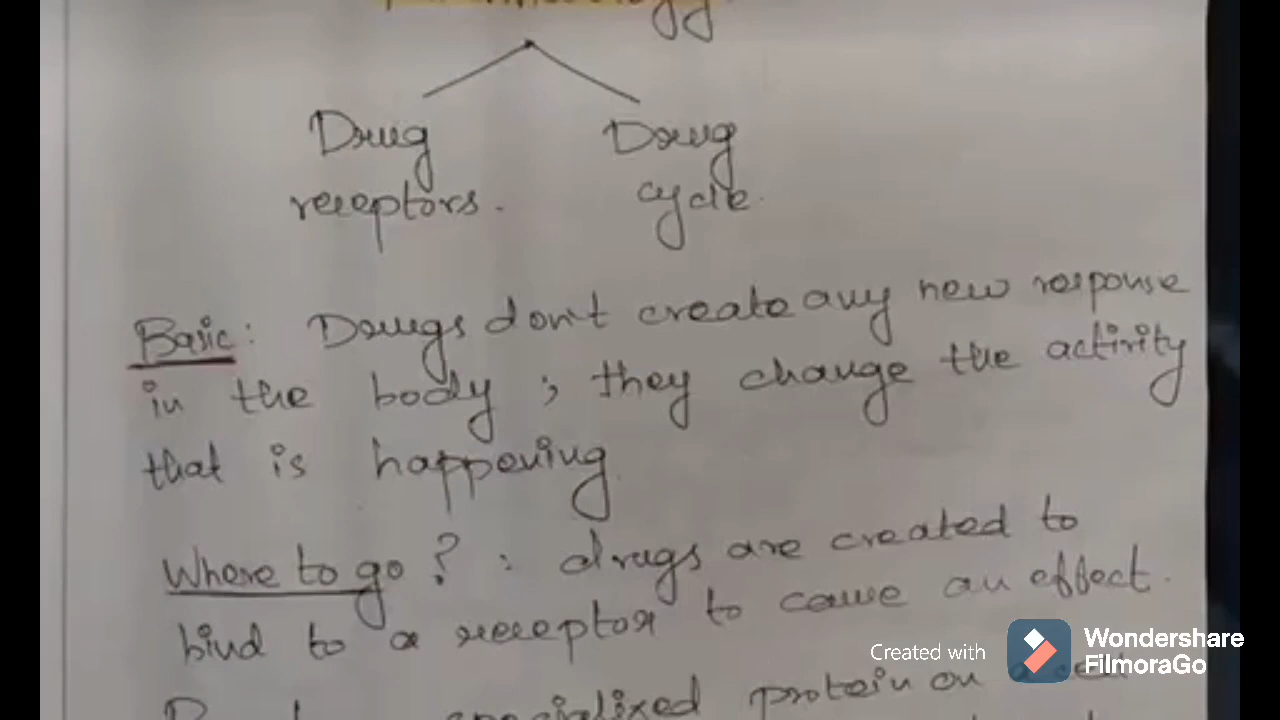 Drug Drug
receptors. cycle.
Basic: Drugs don't create any new response
in the body ; they change the activity
that is happening.
Where to go? : drugs are created to
bind to a receptor to cause an effect.
specialized protein on a cell
Created with Wondershare
FilmoraGo